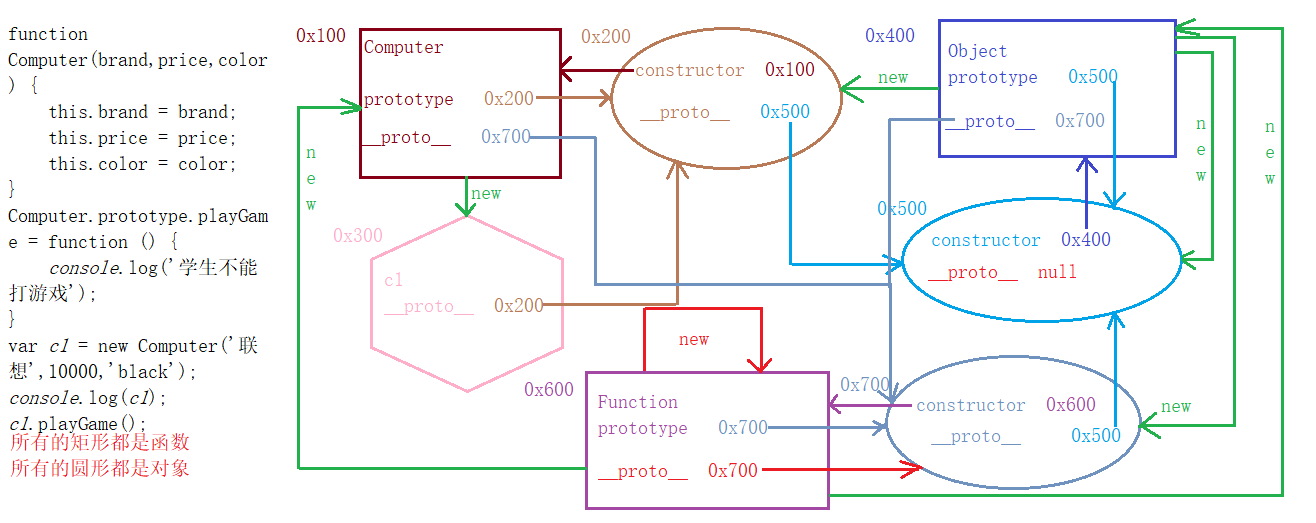 function
Computer(brand,price,color
) {
this.brand = brand;
this.price = price;
this.color = color;
}
Computer.prototype.playGam
e = function () {
console.log('学生不能
打游戏');
}
var c1 = new Computer('联
想',10000,'black');
console.log(c1);
c1.playGame();
所有的矩形都是函数
所有的圆形都是对象
0x100
Computer
prototype 0x200
__proto__ 0x700
0x200
constructor 0x100
__proto__ 0x500
0x400
Object
prototype 0x500
__proto__ 0x700
new
new
new
new
new
0x300
c1
__proto__ 0x200
0x500
constructor 0x400
__proto__ null
new
0x600
Function
prototype 0x700
__proto__ 0x700
0x700
constructor 0x600
__proto__ 0x500
new